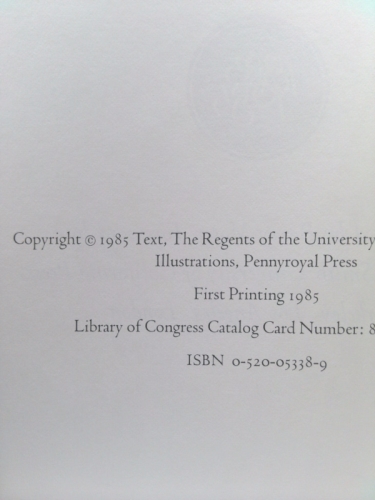 Copyright © 1985 Text, The Regents of the University
Illustrations, Pennyroyal Press
First Printing 1985
Library of Congress Catalog Card Number: 8
ISBN 0-520-05338-9